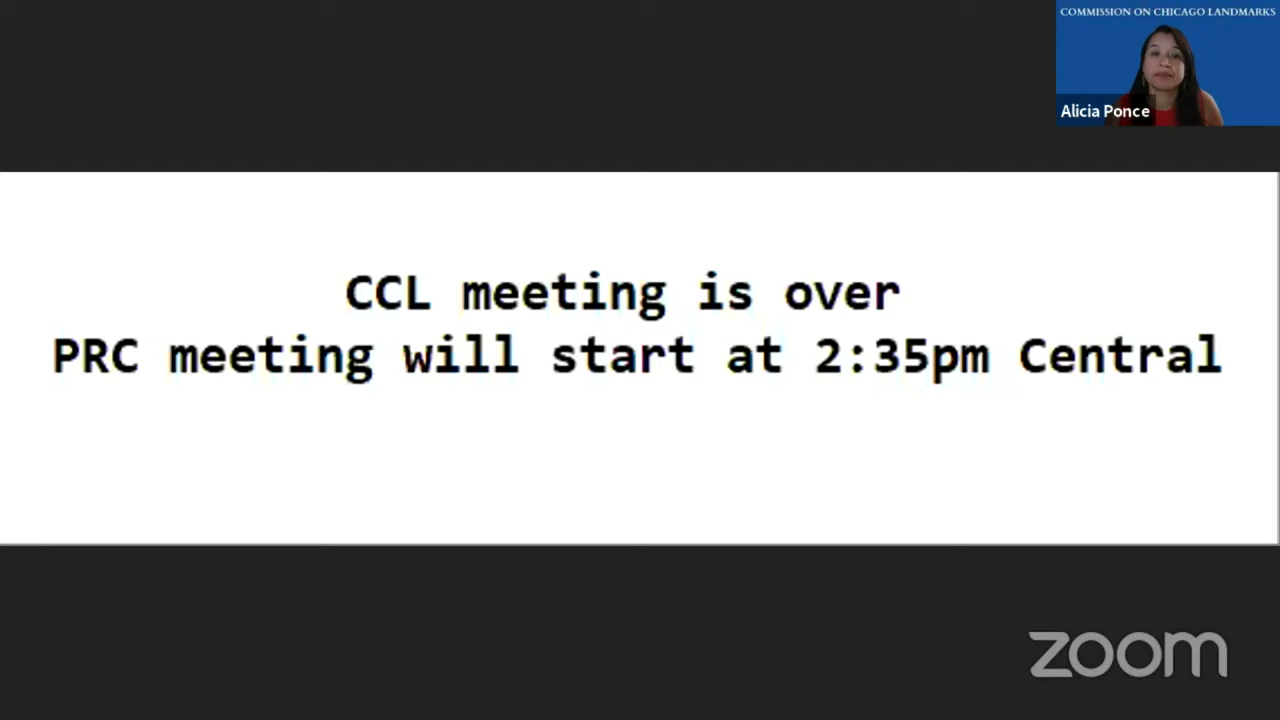 COMMISSION ON CHICAGO LANDMARKS
Alicia Ponce
CCL meeting is over
PRC meeting will start at 2:35pm Central
zoom